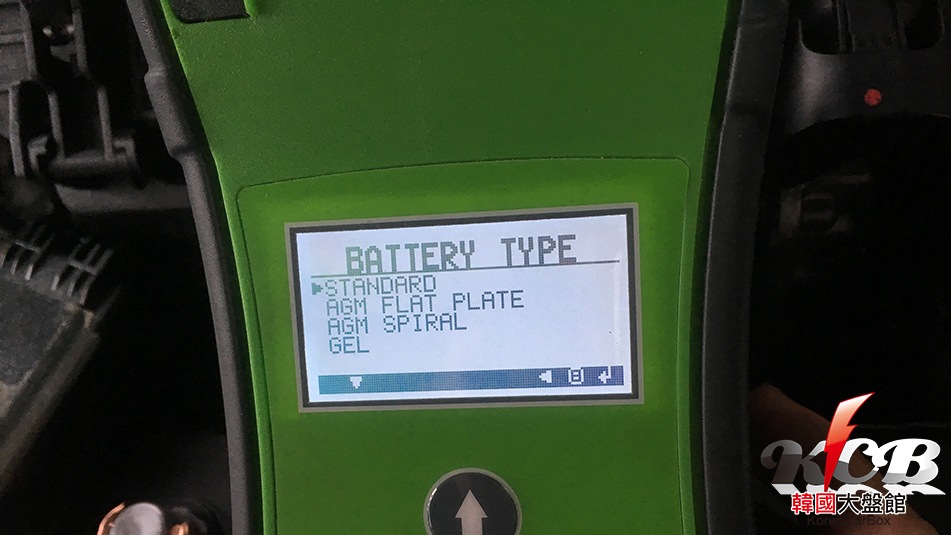 BATTERY TYPE
STANDARD
AGM FLAT PLATE
AGM SPIRAL
GEL
KCB
韓國大盤館